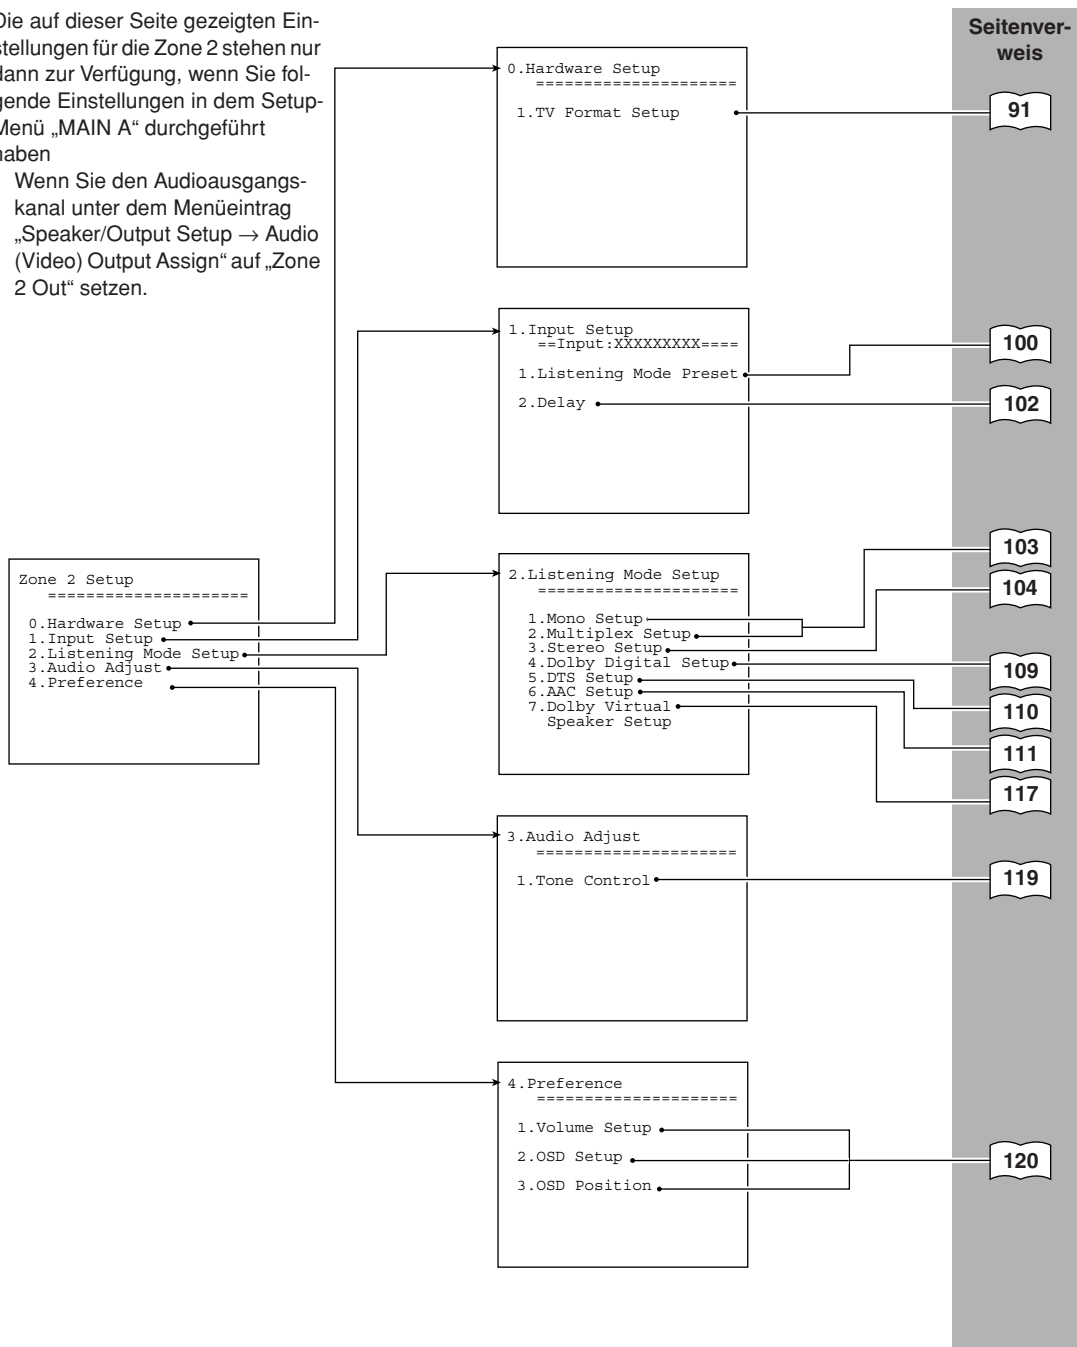 Die auf dieser Seite gezeigten Ein-
stellungen für die Zone 2 stehen nur
dann zur Verfügung, wenn Sie fol-
gende Einstellungen in dem Setup-
Menü „MAIN A“ durchgeführt
haben
Wenn Sie den Audioausgangs-
kanal unter dem Menüeintrag
„Speaker/Output Setup → Audio
(Video) Output Assign“ auf „Zone
2 Out“ setzen.
Zone 2 Setup
=====================
0.Hardware Setup
1.Input Setup
2.Listening Mode Setup
3.Audio Adjust
4.Preference
0.Hardware Setup
=====================
1.TV Format Setup
1.Input Setup
==Input:XXXXXXXXX====
1.Listening Mode Preset
2.Delay
2.Listening Mode Setup
=====================
1.Mono Setup
2.Multiplex Setup
3.Stereo Setup
4.Dolby Digital Setup
5.DTS Setup
6.AAC Setup
7.Dolby Virtual
Speaker Setup
3.Audio Adjust
=====================
1.Tone Control
4.Preference
=====================
1.Volume Setup
2.OSD Setup
3.OSD Position
Seitenver-
weis
91
100
102
103
104
109
110
111
117
119
120